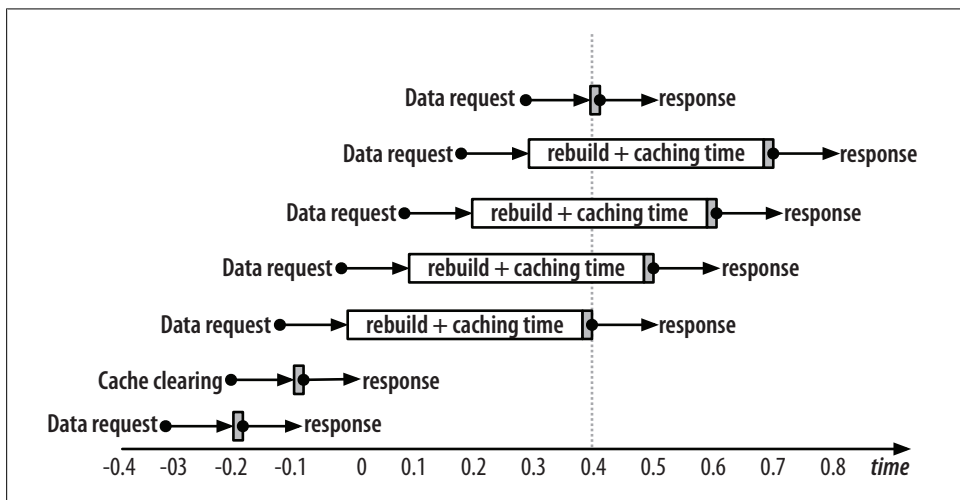 Data request response
Data request rebuild + caching time response
Data request rebuild + caching time response
Data request rebuild + caching time response
Data request rebuild + caching time response
Cache clearing response
Data request response
-0.4 -03 -0.2 -0.1 0 0.1 0.2 0.3 0.4 0.5 0.6 0.7 0.8 time